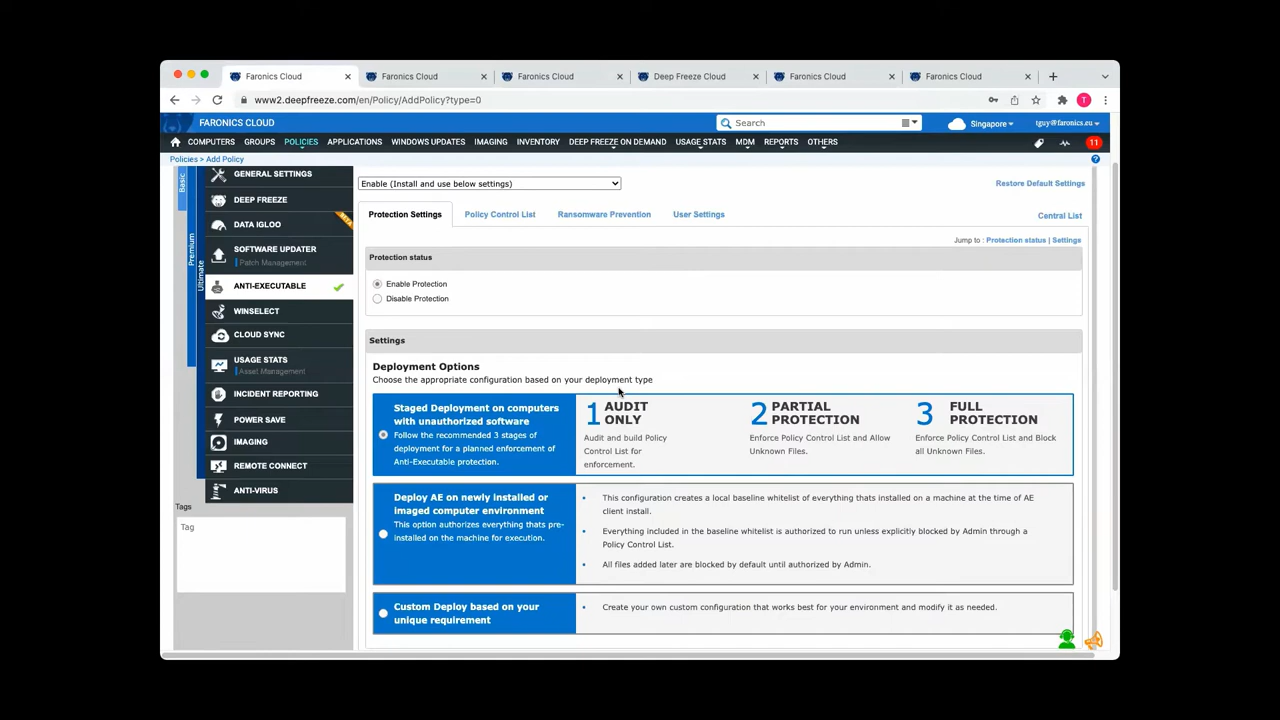 Faronics Cloud
Faronics Cloud
Faronics Cloud
Deep Freeze Cloud
Faronics Cloud
Faronics Cloud
www2.deepfreeze.com/en/Policy/AddPolicy?type=0
T
FARONICS CLOUD
Search
Singapore
tguy@faronics.eu
COMPUTERS GROUPS POLICIES APPLICATIONS WINDOWS UPDATES IMAGING INVENTORY DEEP FREEZE ON DEMAND USAGE STATS MDM REPORTS OTHERS
11
Policies > Add Policy
Basic
Premium
Ultimate
GENERAL SETTINGS
DEEP FREEZE
DATA IGLOO
BETA
SOFTWARE UPDATER
Patch Management
ANTI-EXECUTABLE
WINSELECT
CLOUD SYNC
USAGE STATS
Asset Management
INCIDENT REPORTING
POWER SAVE
IMAGING
REMOTE CONNECT
ANTI-VIRUS
Tags
Tag
Enable (Install and use below settings)
Restore Default Settings
Protection Settings
Policy Control List
Ransomware Prevention
User Settings
Central List
Jump to : Protection status | Settings
Protection status
Enable Protection
Disable Protection
Settings
Deployment Options
Choose the appropriate configuration based on your deployment type
Staged Deployment on computers
with unauthorized software
Follow the recommended 3 stages of
deployment for a planned enforcement of
Anti-Executable protection.
1 AUDIT
ONLY
Audit and build Policy
Control List for
enforcement.
2 PARTIAL
PROTECTION
Enforce Policy Control List and Allow
Unknown Files.
3 FULL
PROTECTION
Enforce Policy Control List and Block
all Unknown Files.
Deploy AE on newly installed or
imaged computer environment
This option authorizes everything thats pre-
installed on the machine for execution.
• This configuration creates a local baseline whitelist of everything thats installed on a machine at the time of AE
client install.
• Everything included in the baseline whitelist is authorized to run unless explicitly blocked by Admin through a
Policy Control List.
• All files added later are blocked by default until authorized by Admin.
Custom Deploy based on your
unique requirement
• Create your own custom configuration that works best for your environment and modify it as needed.